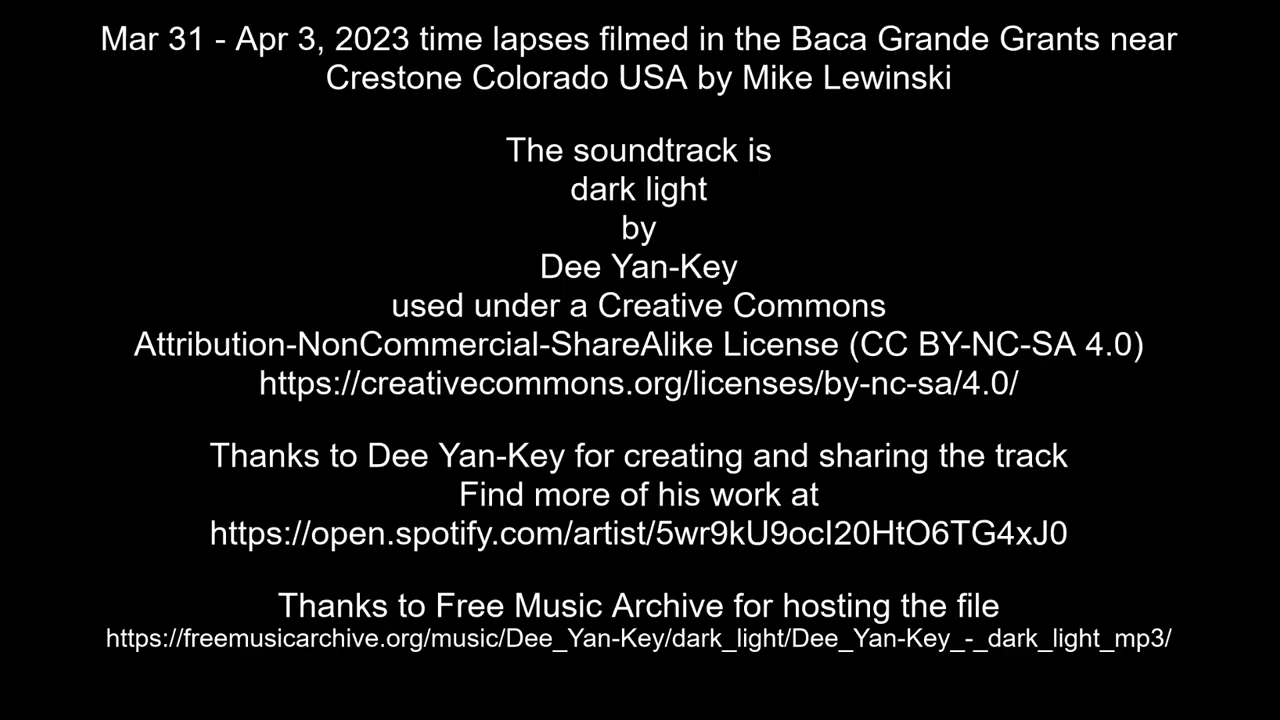 Mar 31 - Apr 3, 2023 time lapses filmed in the Baca Grande Grants near
Crestone Colorado USA by Mike Lewinski
The soundtrack is
dark light
by
Dee Yan-Key
used under a Creative Commons
Attribution-NonCommercial-ShareAlike License (CC BY-NC-SA 4.0)
https://creativecommons.org/licenses/by-nc-sa/4.0/
Thanks to Dee Yan-Key for creating and sharing the track
Find more of his work at
https://open.spotify.com/artist/5wr9kU9ocI20HtO6TG4xJ0
Thanks to Free Music Archive for hosting the file
https://freemusicarchive.org/music/Dee_Yan-Key/dark_light/Dee_Yan-Key_-_dark_light_mp3/